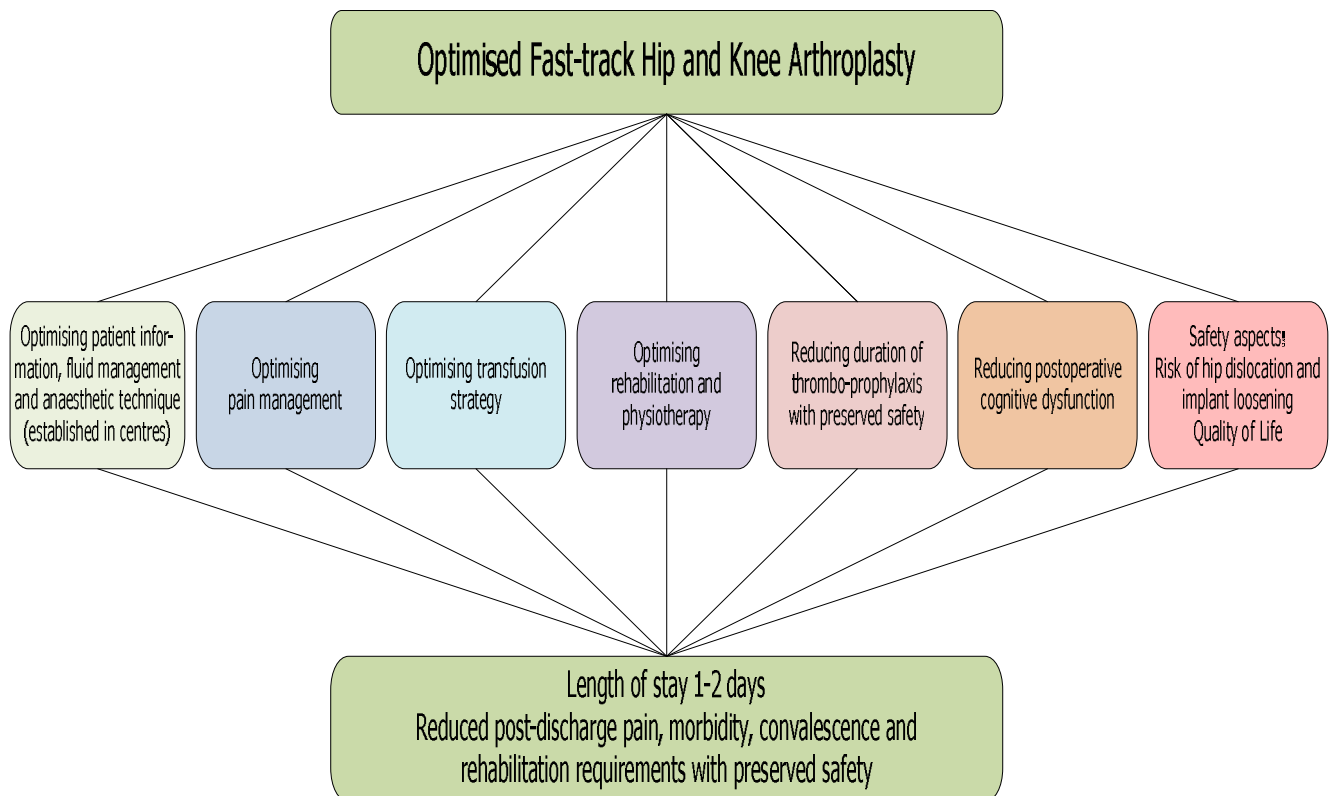 Optimised Fast-track Hip and Knee Arthroplasty
Optimising patient infor-
mation, fluid management
and anaesthetic technique
(established in centres)
Optimising
pain management
Optimising transfusion
strategy
Optimising
rehabilitation and
physiotherapy
Reducing duration of
thrombo-prophylaxis
with preserved safety
Reducing postoperative
cognitive dysfunction
Safety aspects:
Risk of hip dislocation and
implant loosening
Quality of Life
Length of stay 1-2 days
Reduced post-discharge pain, morbidity, convalescence and
rehabilitation requirements with preserved safety